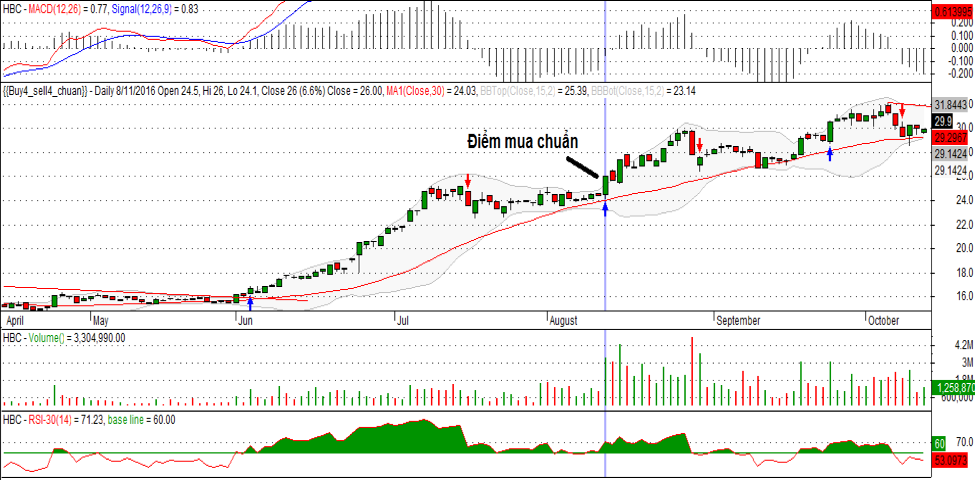 HBC - MACD(12,26) = 0.77, Signal(12,26,9) = 0.83
0.613995
0.200
0.100
0.000
-0.100
-0.200
{{Buy4_sell4_chuan}} - Daily 8/11/2016 Open 24.5, Hi 26, Lo 24.1, Close 26 (6.6%) Close = 26.00, MA1(Close,30) = 24.03, BBTop(Close,15,2) = 25.39, BBBot(Close,15,2) = 23.14
31.8443
29.9
30.0
29.2967
29.1424
29.1424
26.0
24.0
22.0
20.0
18.0
16.0
Điểm mua chuẩn
April May Jun Jul August September October
HBC - Volume() = 3,304,990.00
4.2M
3M
1.8M
1,258,870
600,000
HBC - RSI-30(14) = 71.23, base line = 60.00
70.0
60
53.0973